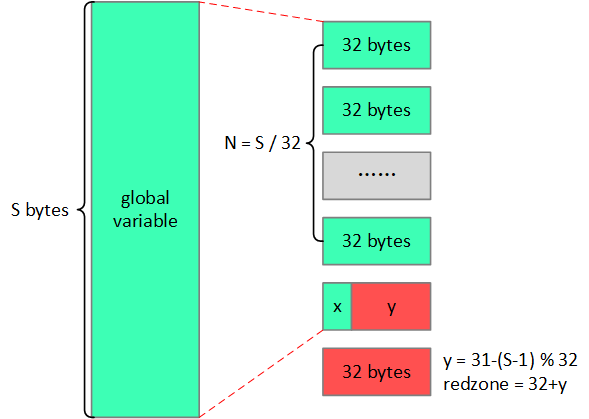 32 bytes
32 bytes
N = S / 32
......
S bytes
global
variable
32 bytes
x
y
32 bytes
y = 31-(S-1) % 32
redzone = 32+y